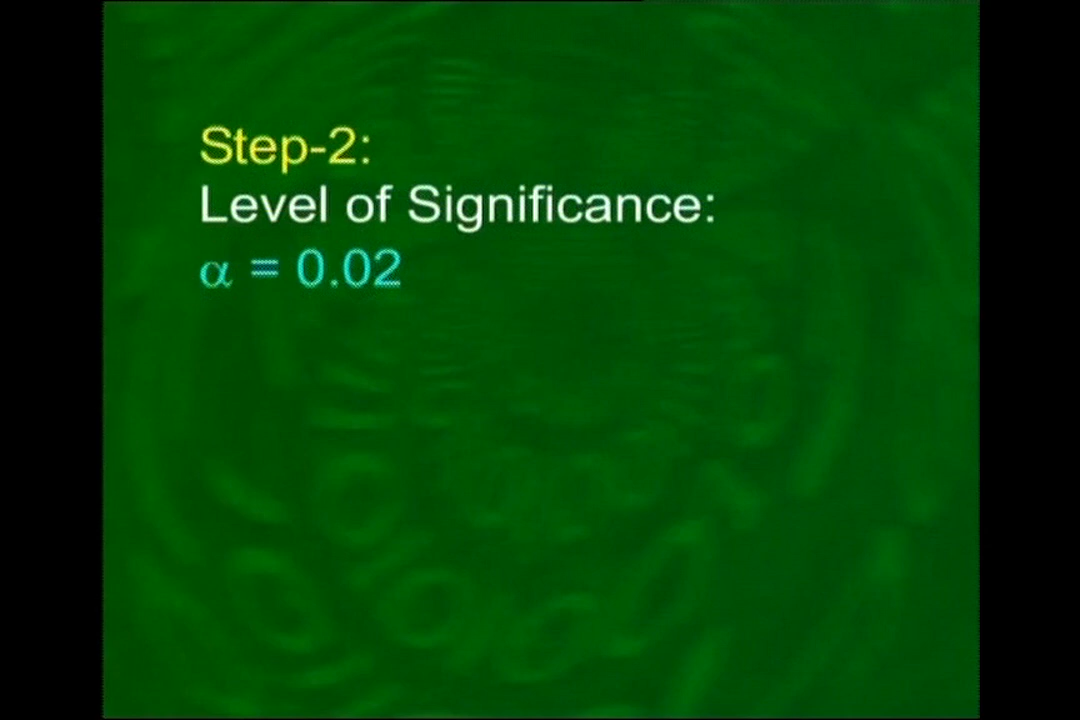 Step-2:
Level of Significance:
α = 0.02